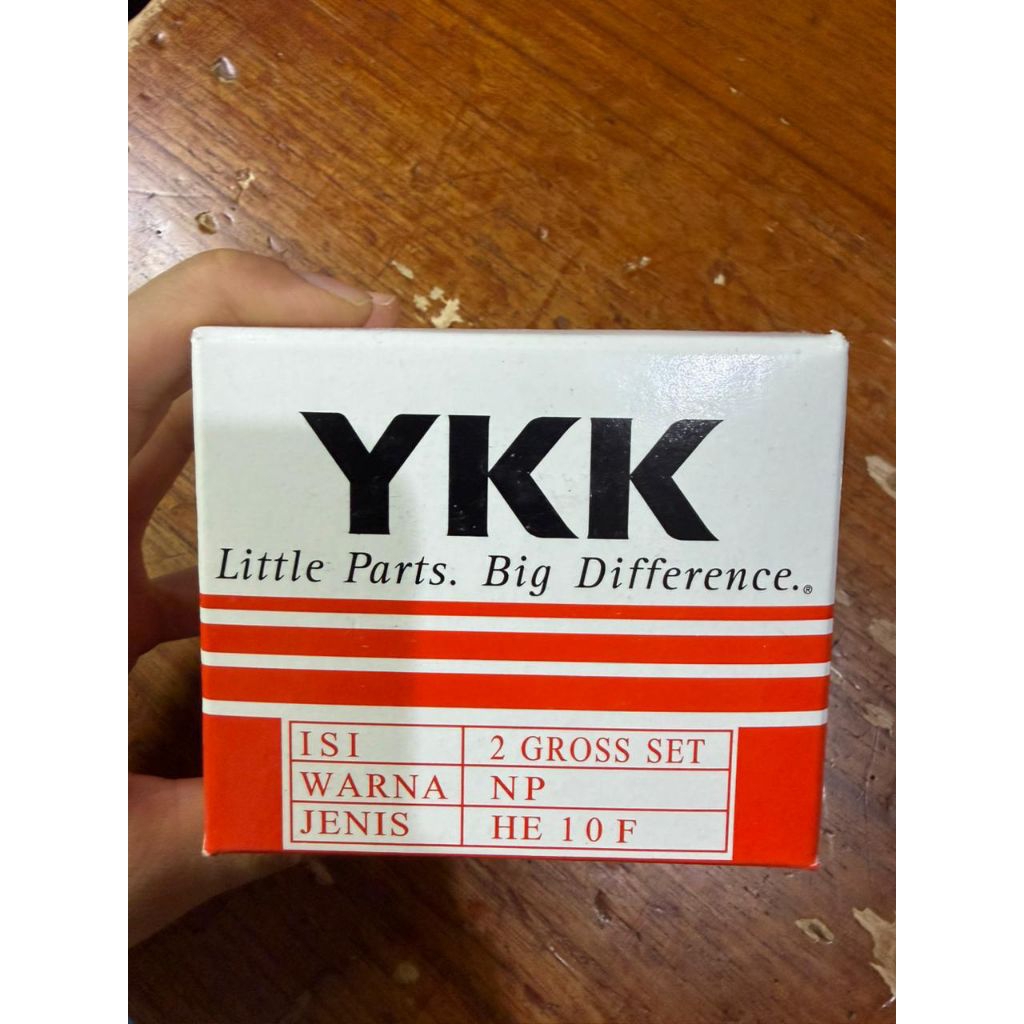 YKK
Little Parts. Big Difference.®
ISI 2 GROSS SET
WARNA NP
JENIS HE 10 F